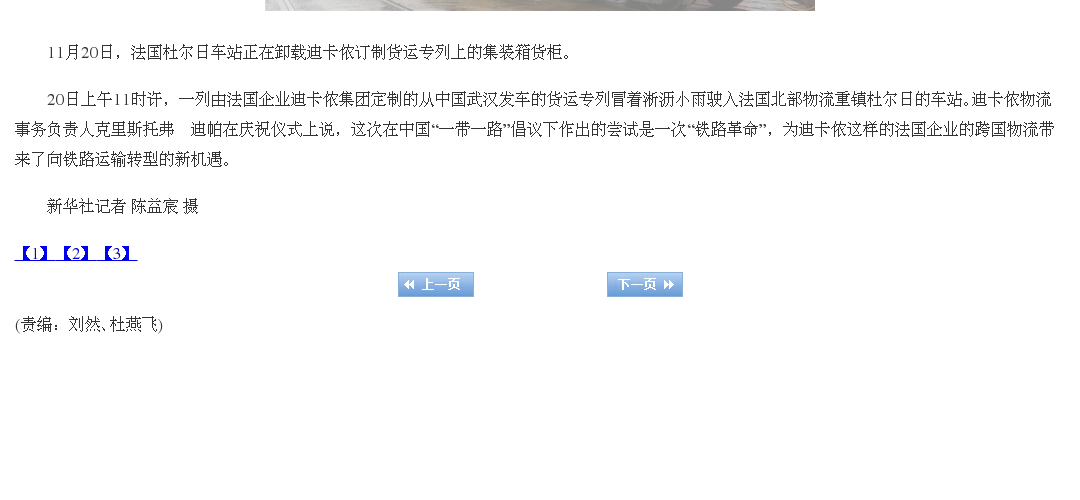 11月20日，法国杜尔日车站正在卸载迪卡侬订制货运专列上的集装箱货柜。
20日上午11时许，一列由法国企业迪卡侬集团定制的从中国武汉发车的货运专列冒着淅沥小雨驶入法国北部物流重镇杜尔日的车站。迪卡侬物流
事务负责人克里斯托弗　迪帕在庆祝仪式上说，这次在中国“一带一路”倡议下作出的尝试是一次“铁路革命”，为迪卡侬这样的法国企业的跨国物流带
来了向铁路运输转型的新机遇。
新华社记者 陈益宸 摄
【1】 【2】 【3】
上一页 下一页
(责编：刘然、杜燕飞)